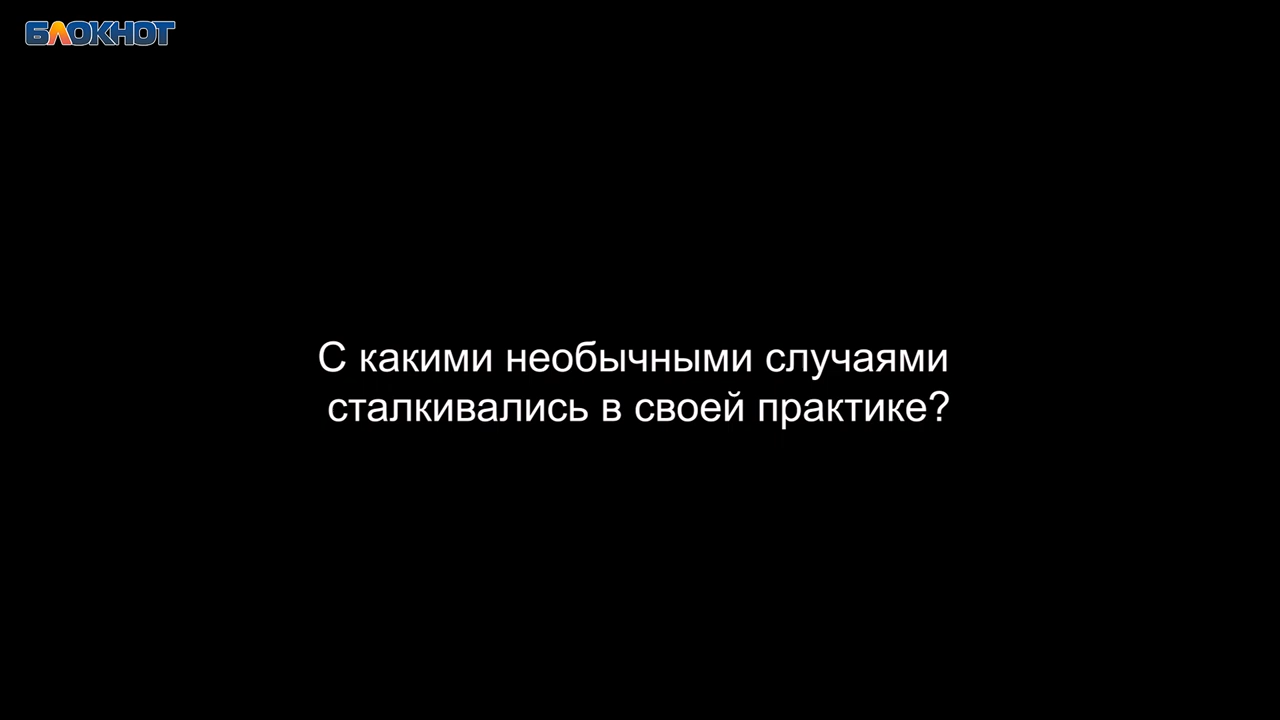 БЛОКНОТ
С какими необычными случаями
сталкивались в своей практике?